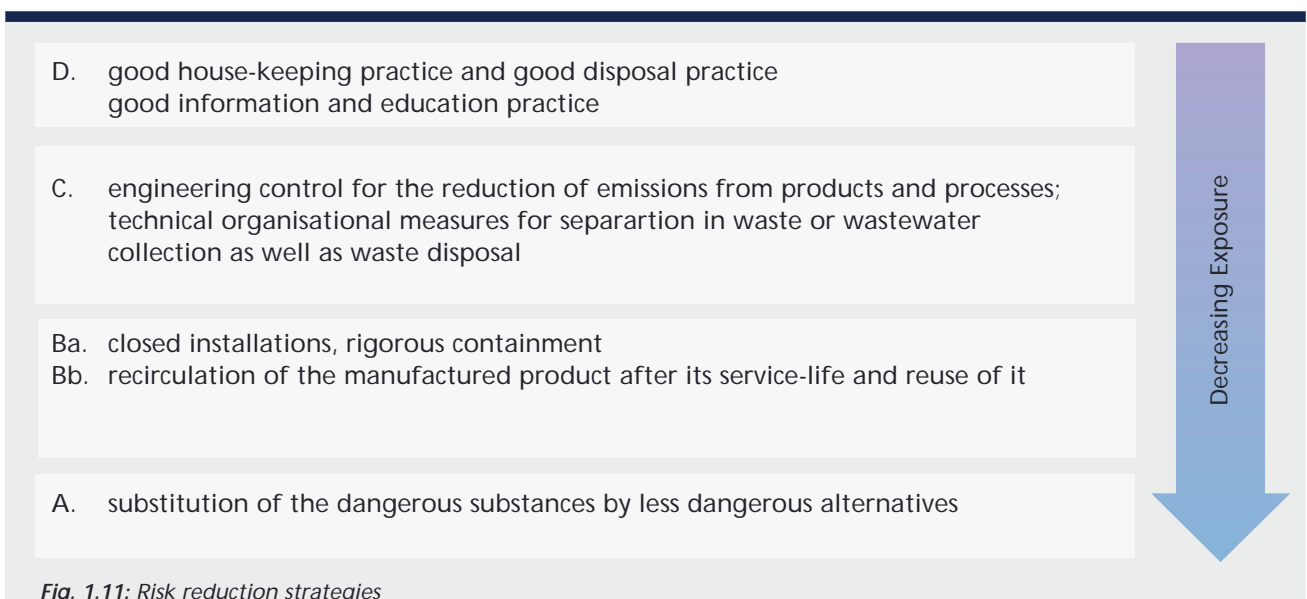 D. good house-keeping practice and good disposal practice
good information and education practice
C. engineering control for the reduction of emissions from products and processes;
technical organisational measures for separartion in waste or wastewater
collection as well as waste disposal
Ba. closed installations, rigorous containment
Bb. recirculation of the manufactured product after its service-life and reuse of it
A. substitution of the dangerous substances by less dangerous alternatives
Decreasing Exposure
Fig. 1.11: Risk reduction strategies